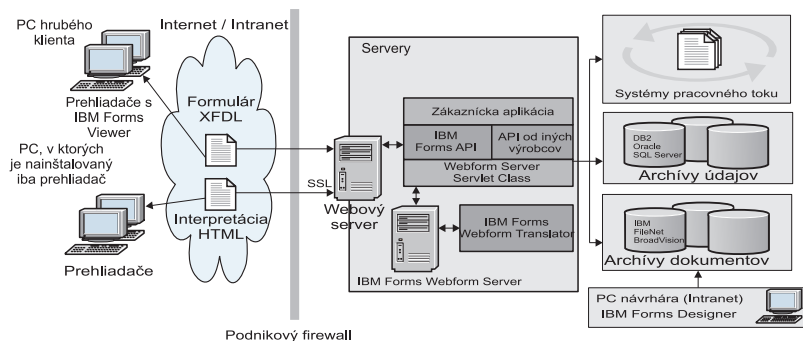 PC hrubého
klienta
Internet / Intranet
Prehliadače s
IBM Forms
Viewer
PC, v ktorých
je nainštalovaný
iba prehliadač
Prehliadače
Formulár
XFDL
Interpretácia
HTML
SSL
Podnikový firewall
Webový
server
Servery
Zákaznícka aplikácia
IBM
Forms API
API od iných
výrobcov
Webform Server
Servlet Class
IBM Forms
Webform Translator
IBM Forms Webform Server
Systémy pracovného toku
DB2
Oracle
SQL Server
Archívy údajov
IBM
FileNet
BroadVision
Archívy dokumentov
PC návrhára (Intranet)
IBM Forms Designer